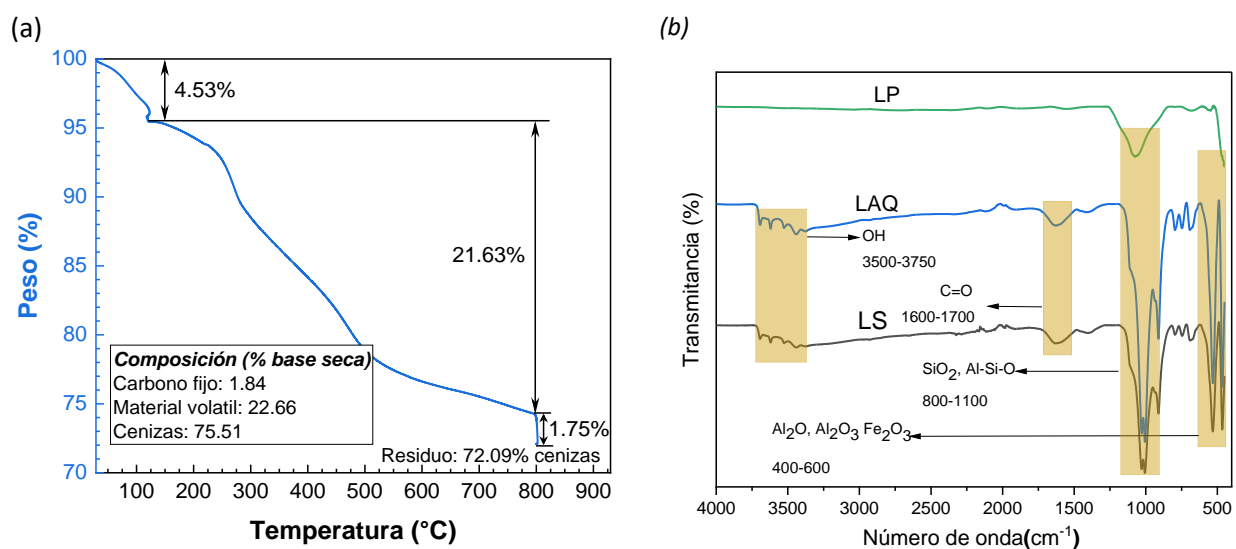 (a)
100
95
90
85
80
75
70
Peso (%)
4.53%
21.63%
1.75%
Composición (% base seca)
Carbono fijo: 1.84
Material volatil: 22.66
Cenizas: 75.51
Residuo: 72.09% cenizas
100 200 300 400 500 600 700 800 900
Temperatura (°C)
(b)
Transmitancia (%)
LP
LAQ
OH
3500-3750
C=O
1600-1700
LS
SiO₂, Al-Si-O
800-1100
Al₂O, Al₂O₃ Fe₂O₃
400-600
4000 3500 3000 2500 2000 1500 1000 500
Número de onda(cm⁻¹)